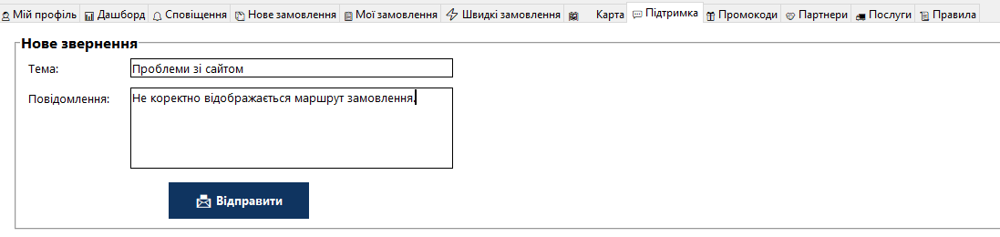 Мій профіль Дашборд Сповіщення Нове замовлення Мої замовлення Швидкі замовлення Карта Підтримка Промокоди Партнери Послуги Правила
Нове звернення
Тема: Проблеми зі сайтом
Повідомлення: Не коректно відображається маршрут замовлення.
Відправити